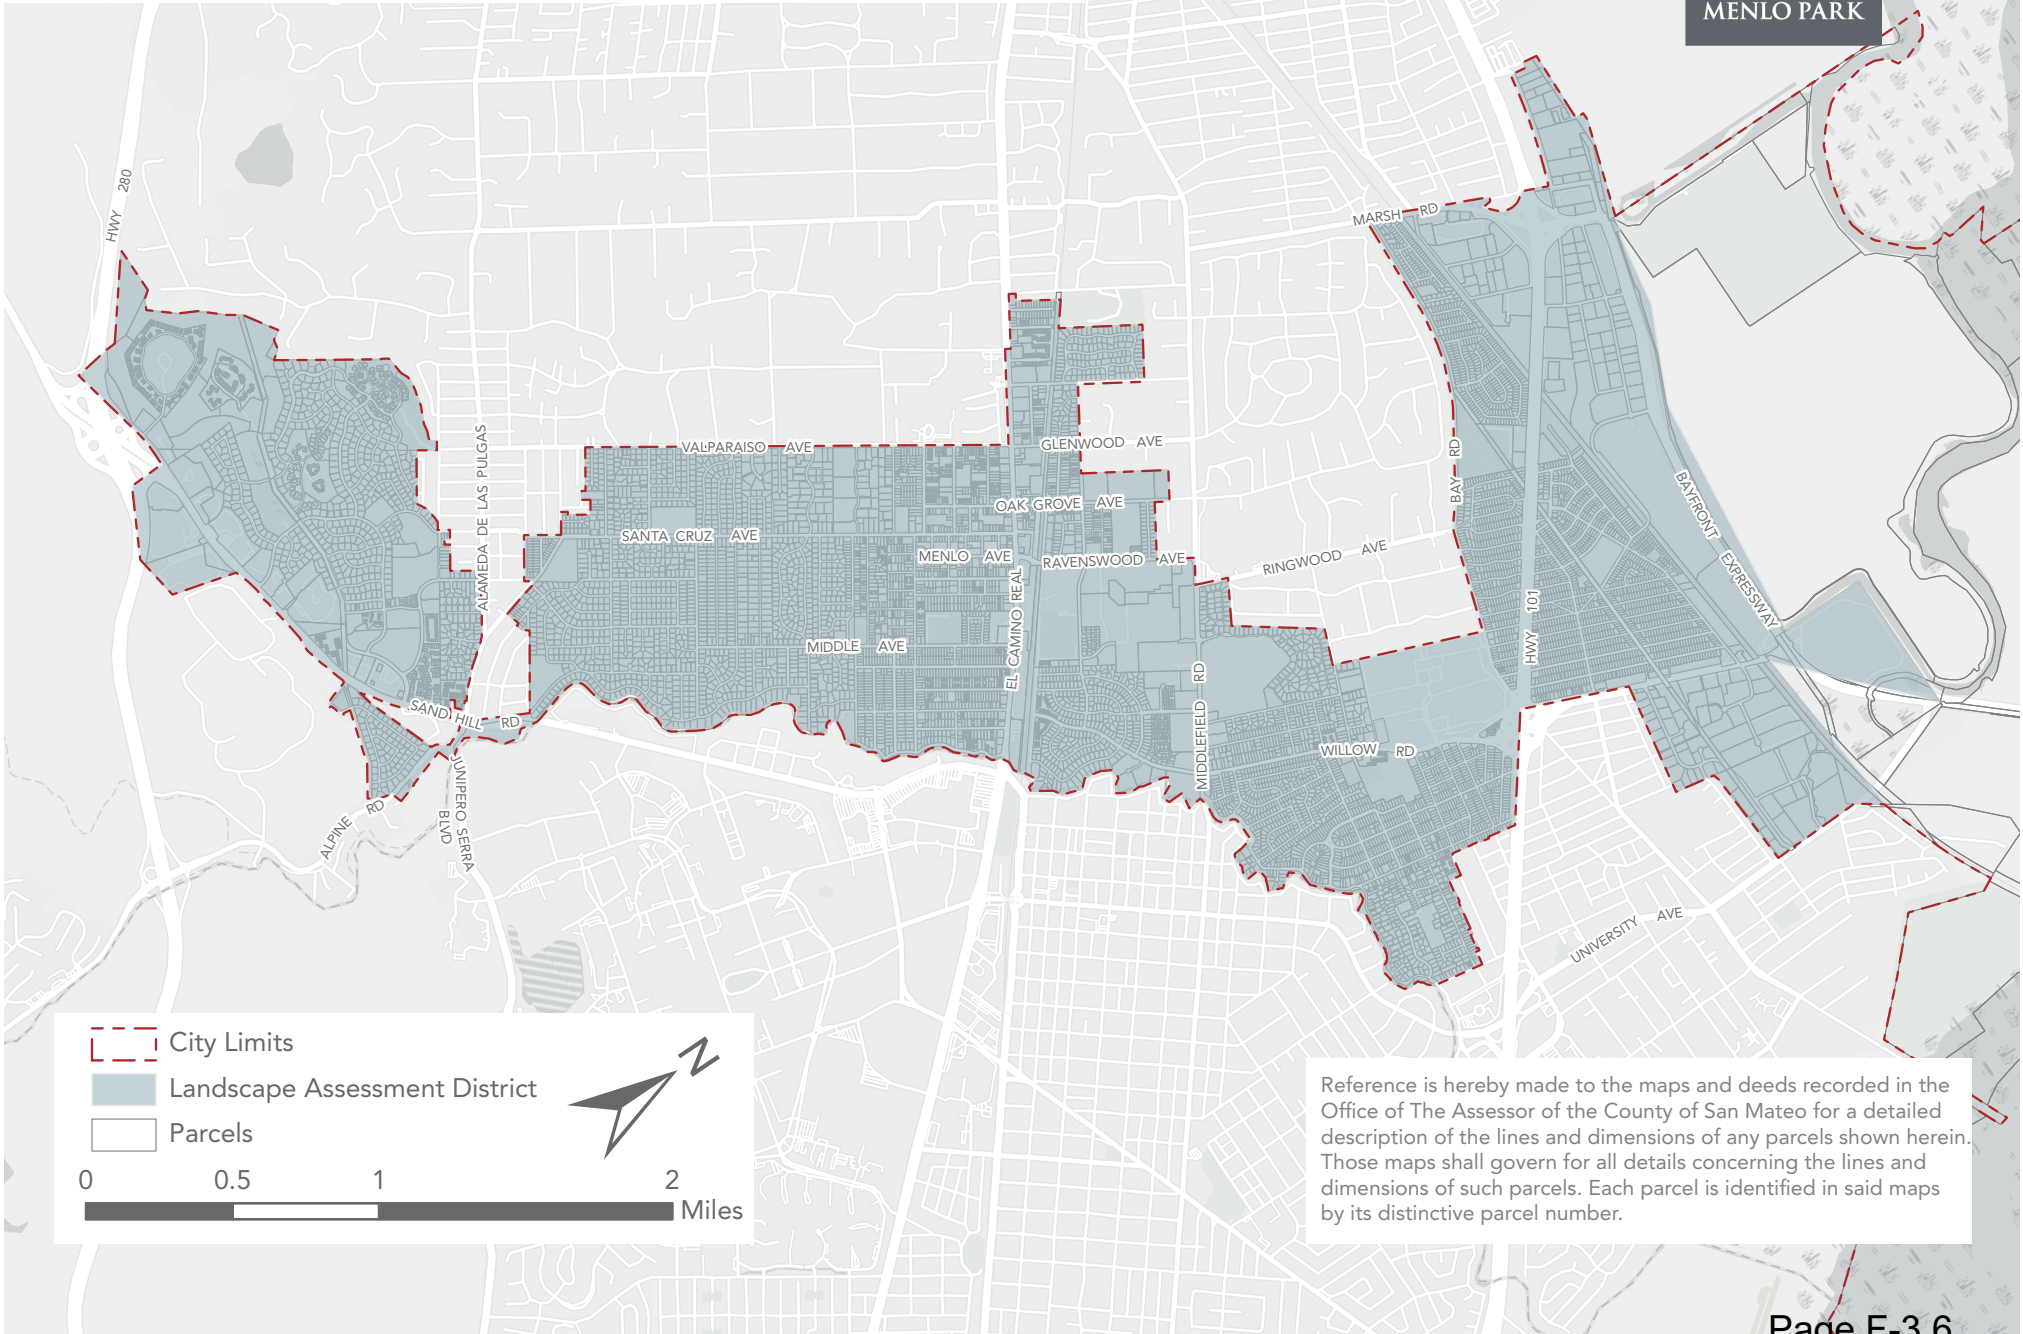 MENLO PARK
HWY 280
MARSH RD
ALAMEDA DE LAS PULGAS
VALPARAISO AVE
GLENWOOD AVE
BAY RD
OAK GROVE AVE
BAYFRONT EXPRESSWAY
SANTA CRUZ AVE
MENLO AVE
RAVENSWOOD AVE
RINGWOOD AVE
HWY 101
EL CAMINO REAL
MIDDLE AVE
MIDDLEFIELD RD
SAND HILL RD
WILLOW RD
JUNIPERO SERRA
BLVD
ALPINE RD
UNIVERSITY AVE
City Limits
Landscape Assessment District
Parcels
N
0 0.5 1 2
Miles
Reference is hereby made to the maps and deeds recorded in the
Office of The Assessor of the County of San Mateo for a detailed
description of the lines and dimensions of any parcels shown herein.
Those maps shall govern for all details concerning the lines and
dimensions of such parcels. Each parcel is identified in said maps
by its distinctive parcel number.
Page F-3.6